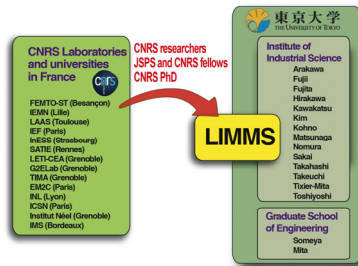 CNRS Laboratories
and universities
in France
cnrs
FEMTO-ST (Besançon)
IEMN (Lille)
LAAS (Toulouse)
IEF (Paris)
InESS (Strasbourg)
SATIE (Rennes)
LETI-CEA (Grenoble)
G2ELab (Grenoble)
TIMA (Grenoble)
EM2C (Paris)
INL (Lyon)
ICSN (Paris)
Institut Néel (Grenoble)
IMS (Bordeaux)
CNRS researchers
JSPS and CNRS fellows
CNRS PhD
LIMMS
東京大学
THE UNIVERSITY OF TOKYO
Institute of
Industrial Science
Arakawa
Fujii
Fujita
Hirakawa
Kawakatsu
Kim
Kohno
Matsunaga
Nomura
Sakai
Takahashi
Takeuchi
Tixier-Mita
Toshiyoshi
Graduate School
of Engineering
Someya
Mita